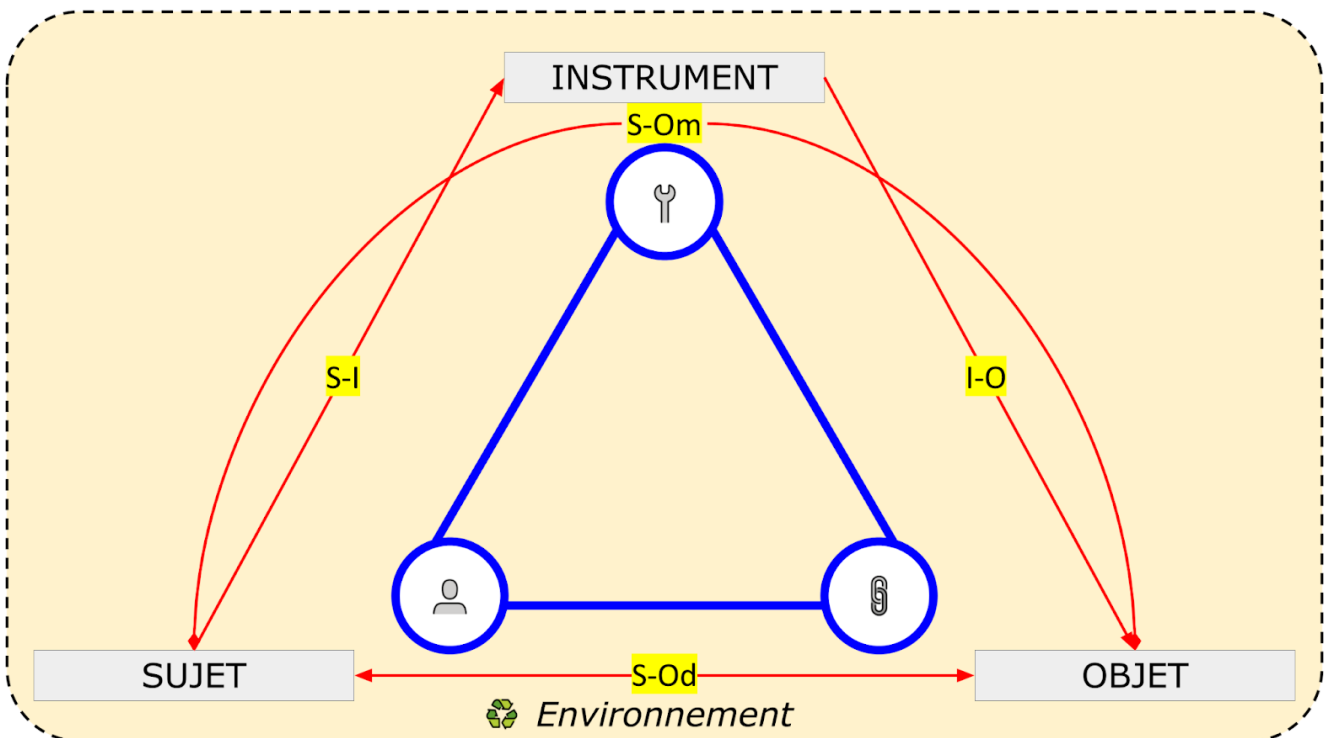 INSTRUMENT
S-Om
S-I
I-O
SUJET
S-Od
OBJET
Environnement